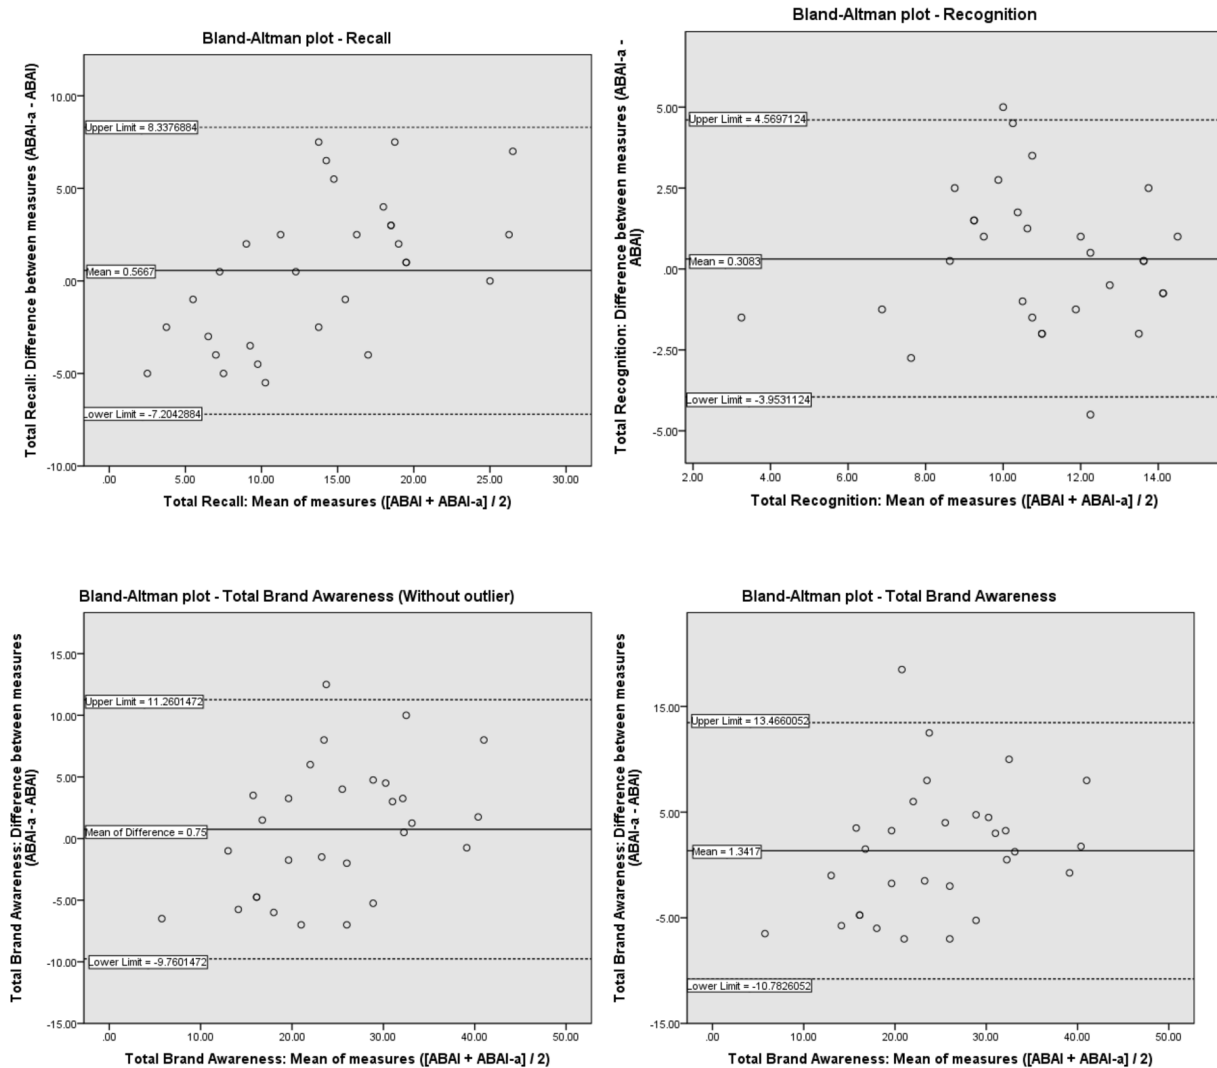 Bland-Altman plot - Recall
Total Recall: Difference between measures (ABAI-a - ABAI)
10.00
5.00
.00
-5.00
-10.00
Upper Limit = 8.3376884
Mean = 0.5667
Lower Limit = -7.2042884
.00 5.00 10.00 15.00 20.00 25.00 30.00
Total Recall: Mean of measures ([ABAI + ABAI-a] / 2)
Bland-Altman plot - Recognition
Total Recognition: Difference between measures (ABAI-a -
ABAI)
5.00
2.50
.00
-2.50
-5.00
Upper Limit = 4.5697124
Mean = 0.3083
Lower Limit = -3.9531124
2.00 4.00 6.00 8.00 10.00 12.00 14.00
Total Recognition: Mean of measures ([ABAI + ABAI-a] / 2)
Bland-Altman plot - Total Brand Awareness (Without outlier)
Total Brand Awareness: Difference between measures
(ABAI-a - ABAI)
15.00
10.00
5.00
.00
-5.00
-10.00
-15.00
Upper Limit = 11.2601472
Mean of Difference = 0.75
Lower Limit = -9.7601472
.00 10.00 20.00 30.00 40.00 50.00
Total Brand Awareness: Mean of measures ([ABAI + ABAI-a] / 2)
Bland-Altman plot - Total Brand Awareness
Total Brand Awareness: Difference between measures
(ABAI-a - ABAI)
15.00
5.00
-5.00
-15.00
Upper Limit = 13.4660052
Mean = 1.3417
Lower Limit = -10.7826052
.00 10.00 20.00 30.00 40.00 50.00
Total Brand Awareness: Mean of measures ([ABAI + ABAI-a] / 2)